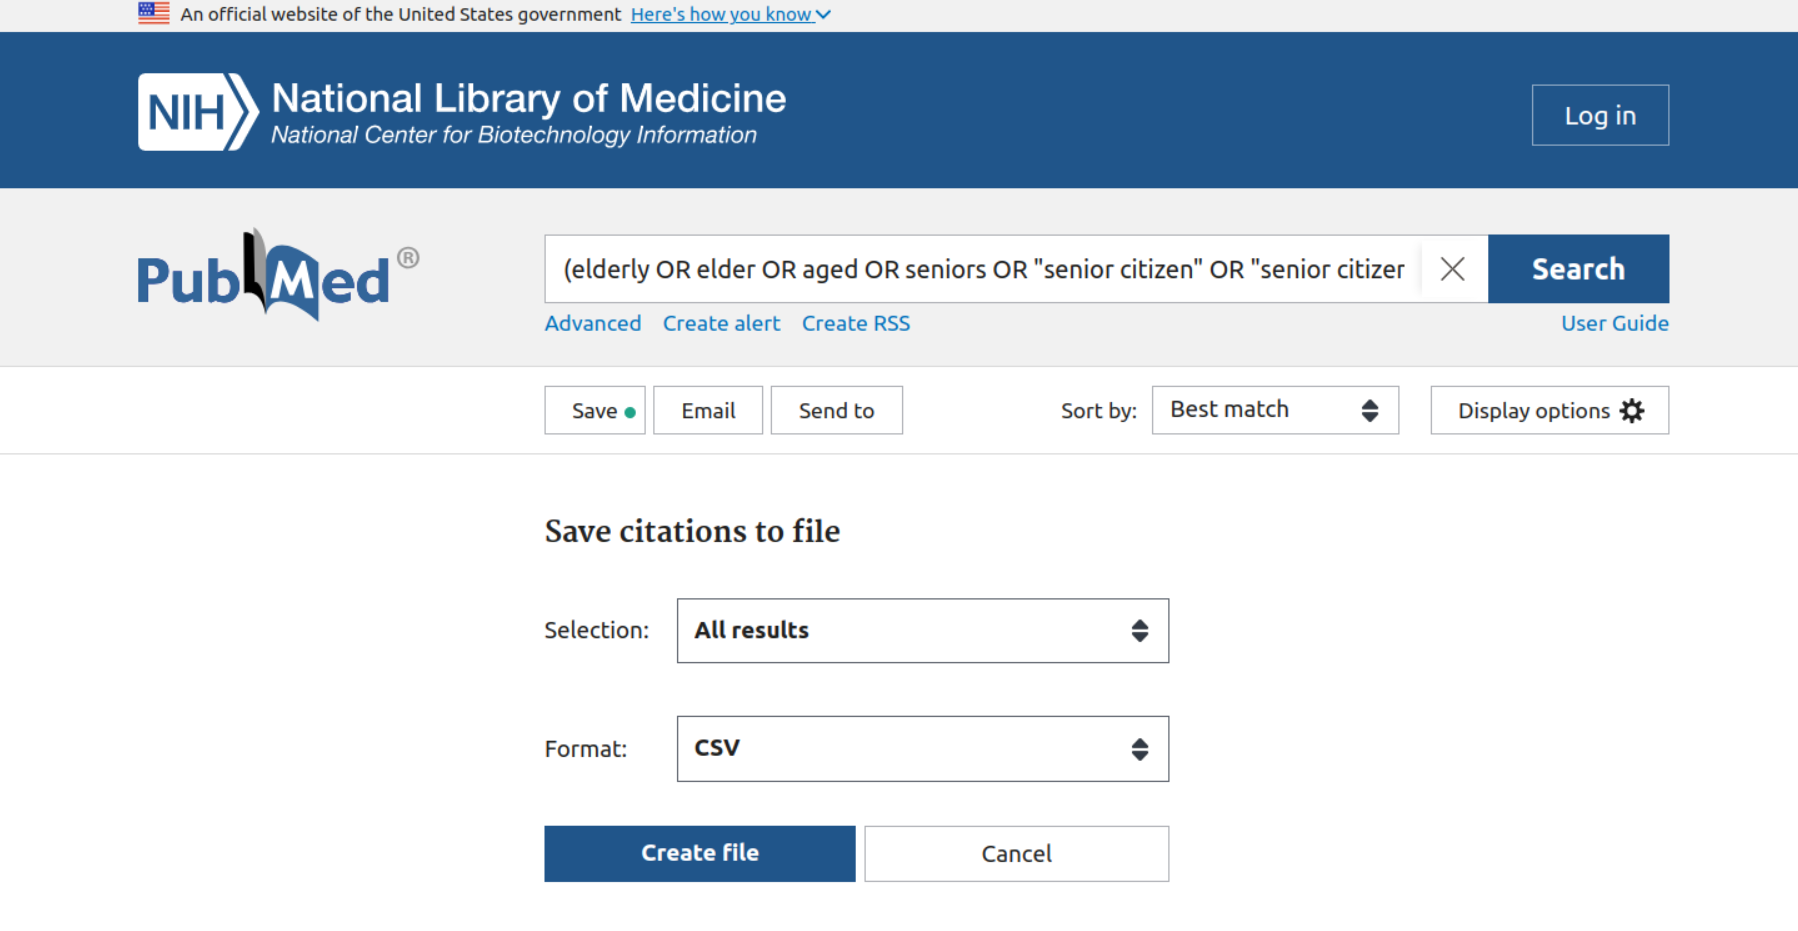 An official website of the United States government Here's how you know
NIH National Library of Medicine
National Center for Biotechnology Information
Log in
PubMed ®
(elderly OR elder OR aged OR seniors OR "senior citizen" OR "senior citizer
Search
Advanced Create alert Create RSS User Guide
Save Email Send to Sort by: Best match Display options
Save citations to file
Selection: All results
Format: CSV
Create file Cancel